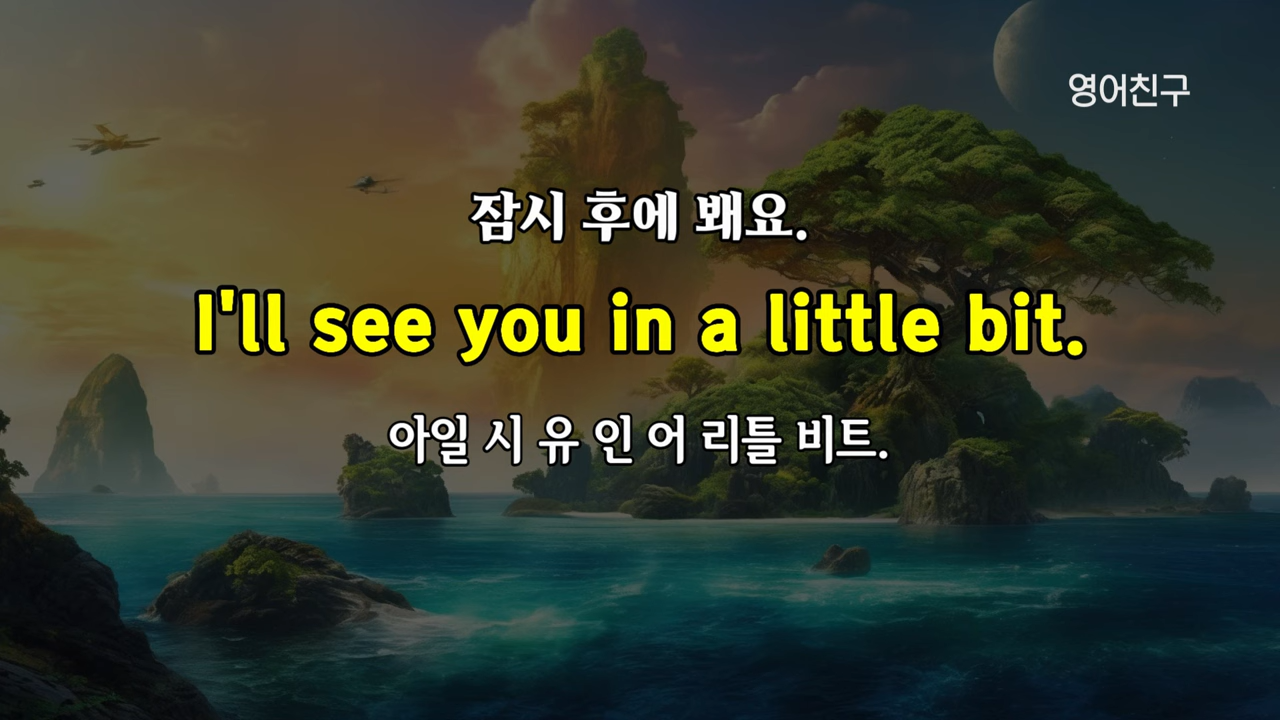 영어친구
잠시 후에 봬요.
I'll see you in a little bit.
아일 시 유 인 어 리틀 비트.